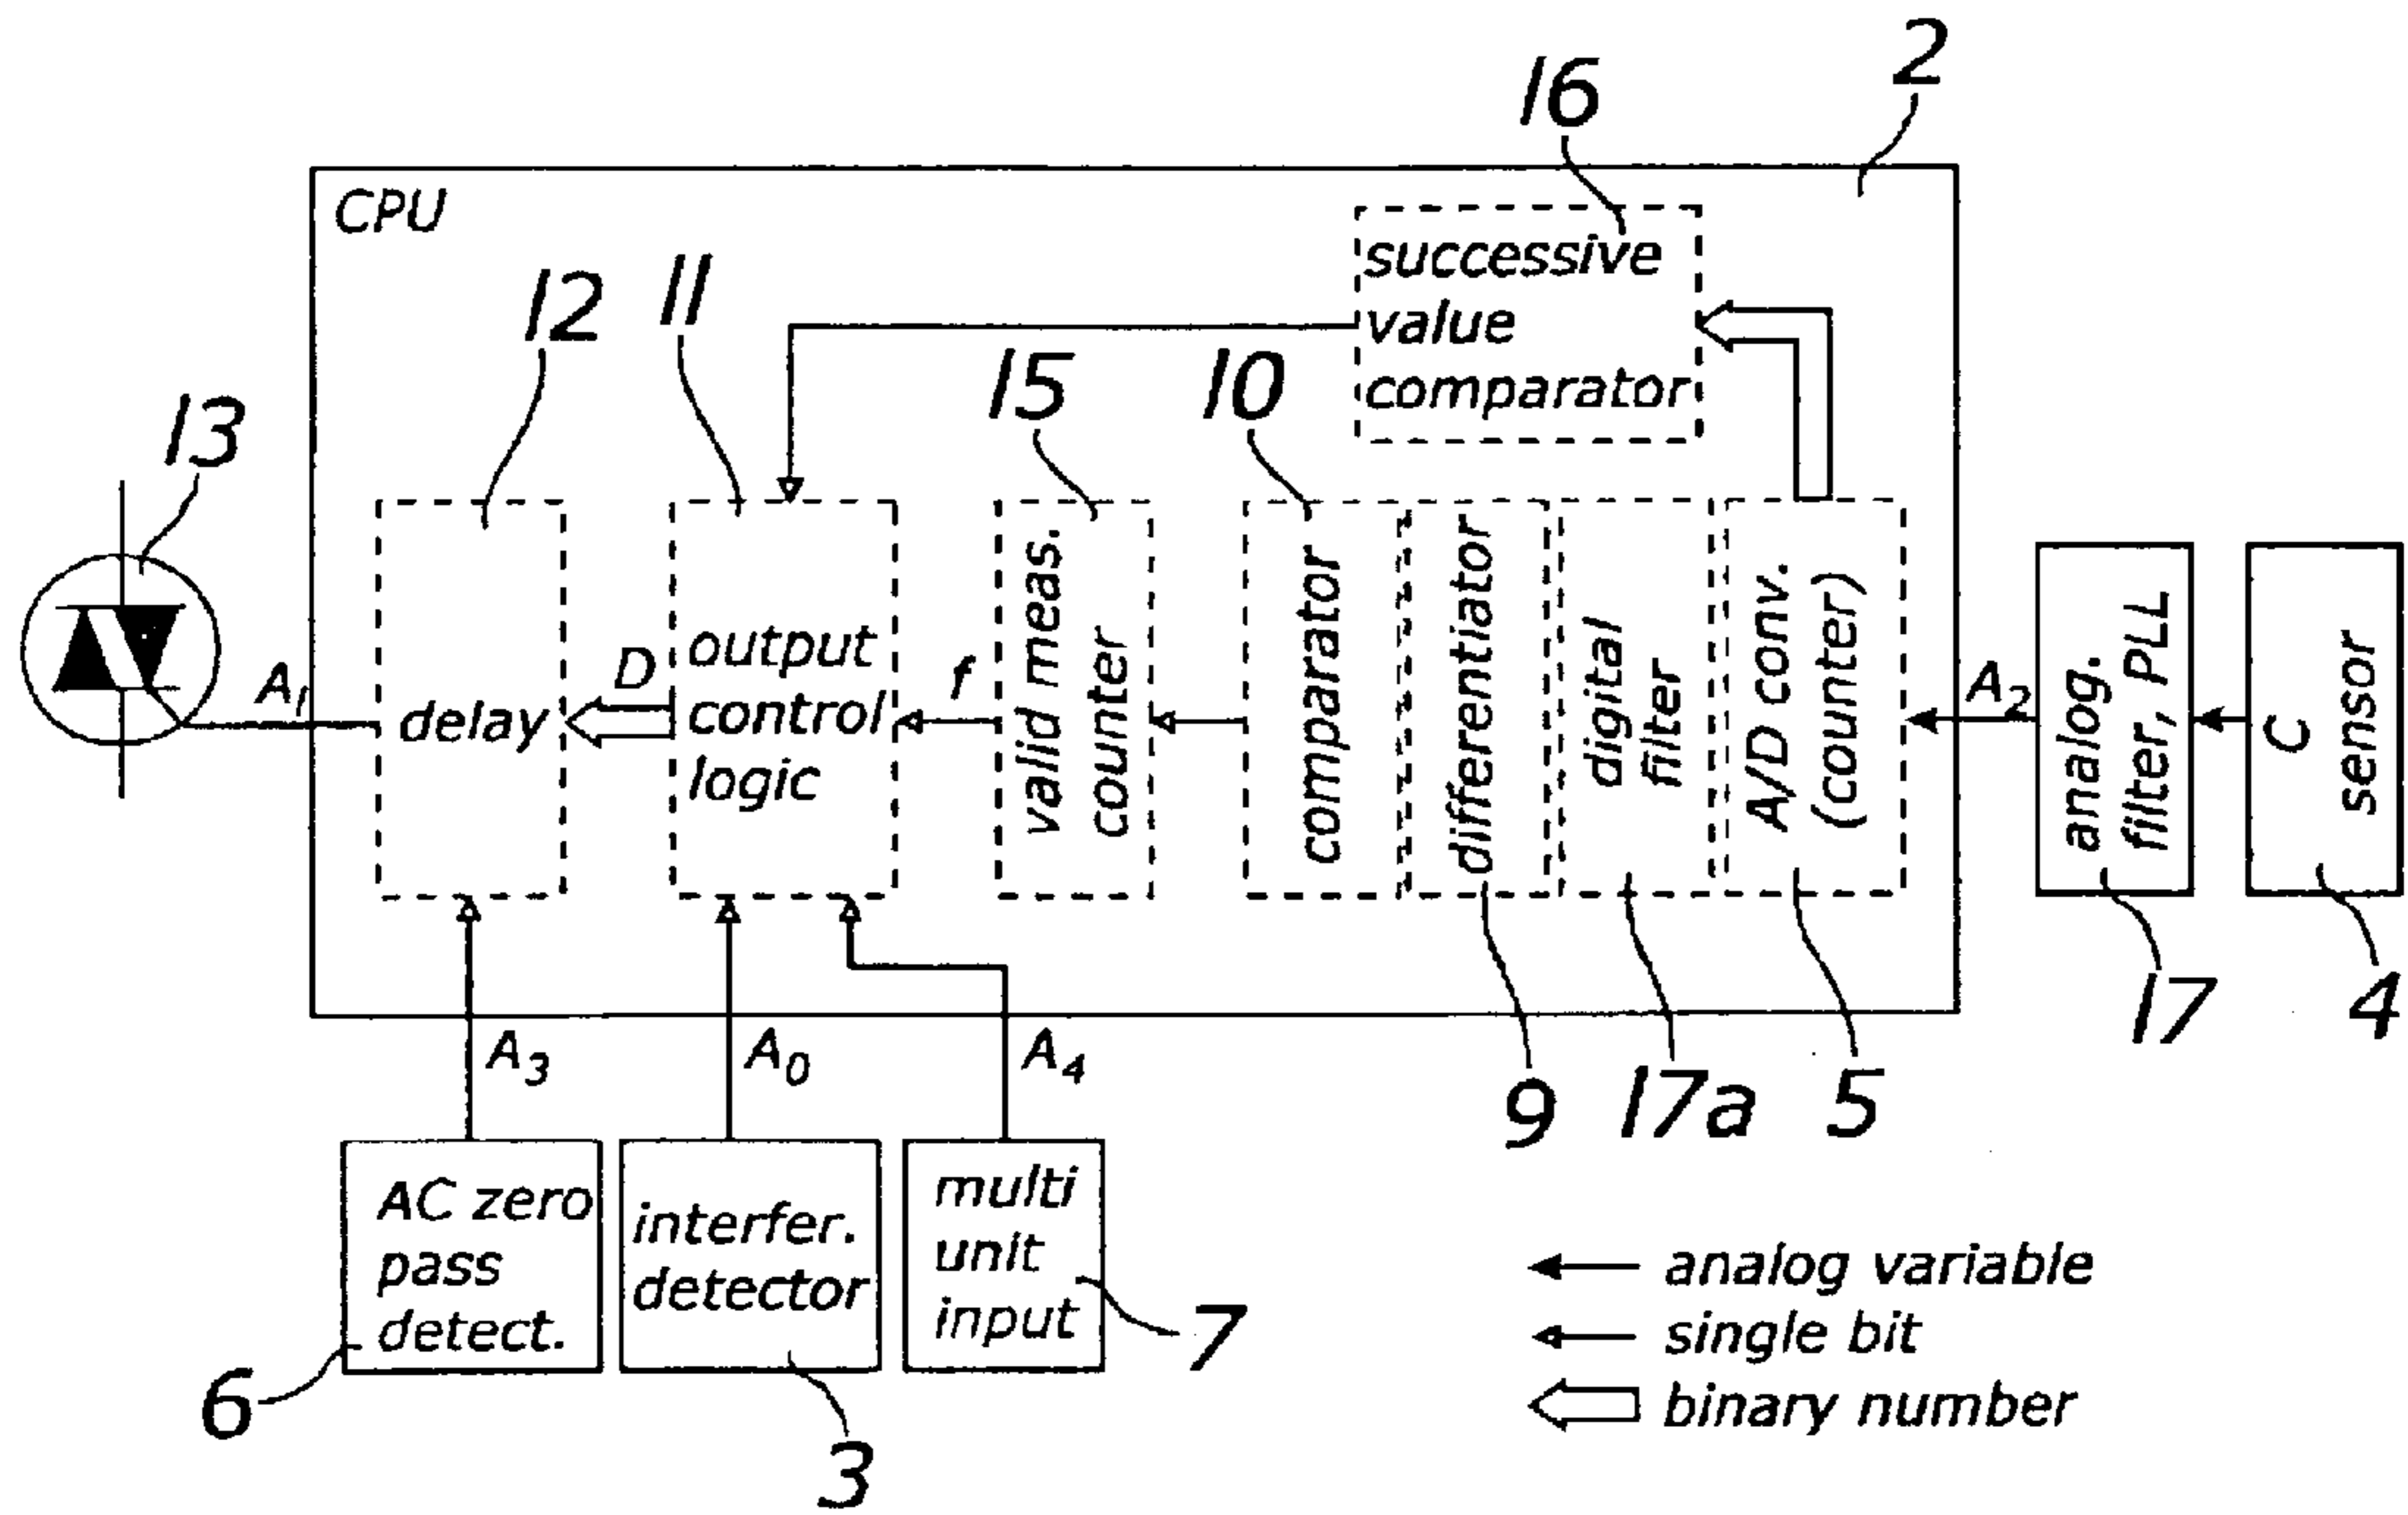 2
16
CPU
successive
value
comparator
12
11
15
10
13
A1
delay
D
output
control
logic
f
valid meas.
counter
comparator
differentiator
digital
filter
A/D conv.
(counter)
A2
analog.
filter, PLL
C
sensor
A3
A0
A4
9
17a
5
17
4
AC zero
pass
detect.
interfer.
detector
multi
unit
input
6
3
7
analog variable
single bit
binary number